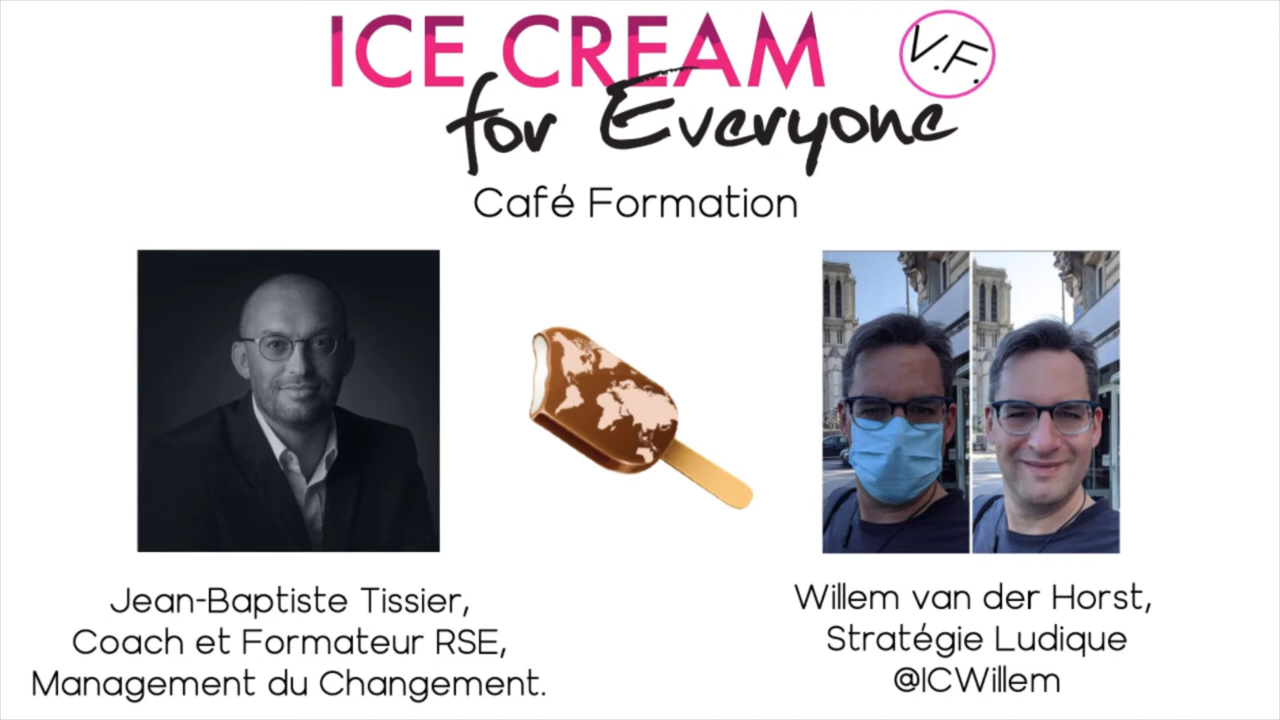 ICE CREAM
V.F.
for Everyone
Café Formation
Jean-Baptiste Tissier,
Coach et Formateur RSE,
Management du Changement.
Willem van der Horst,
Stratégie Ludique
@ICWillem